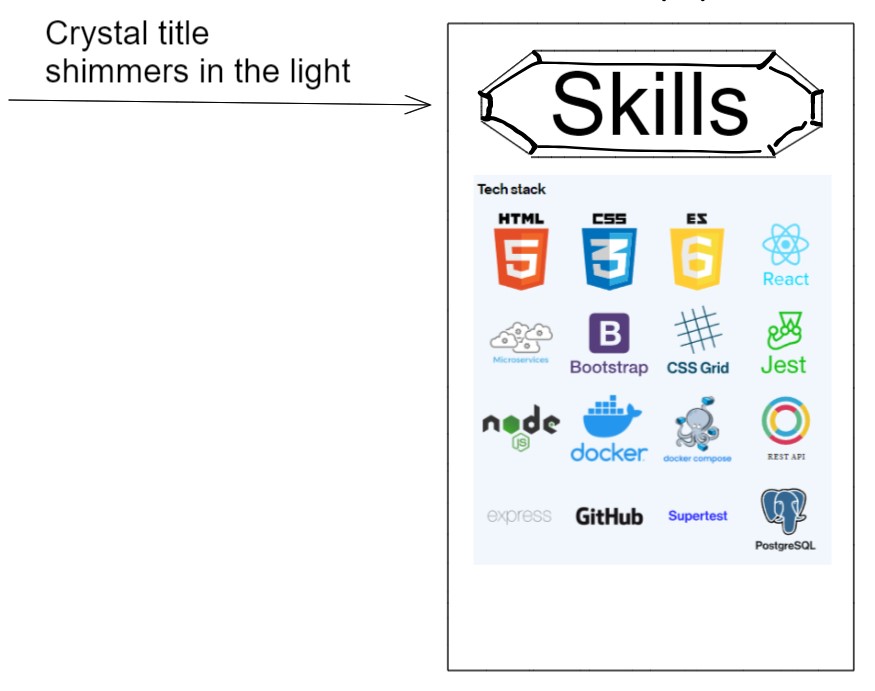 Crystal title
shimmers in the light
Skills
Tech stack
HTML CSS ES
5 3 6 React
Microservices B Bootstrap CSS Grid Jest
node JS docker docker compose REST API
express GitHub Supertest PostgreSQL